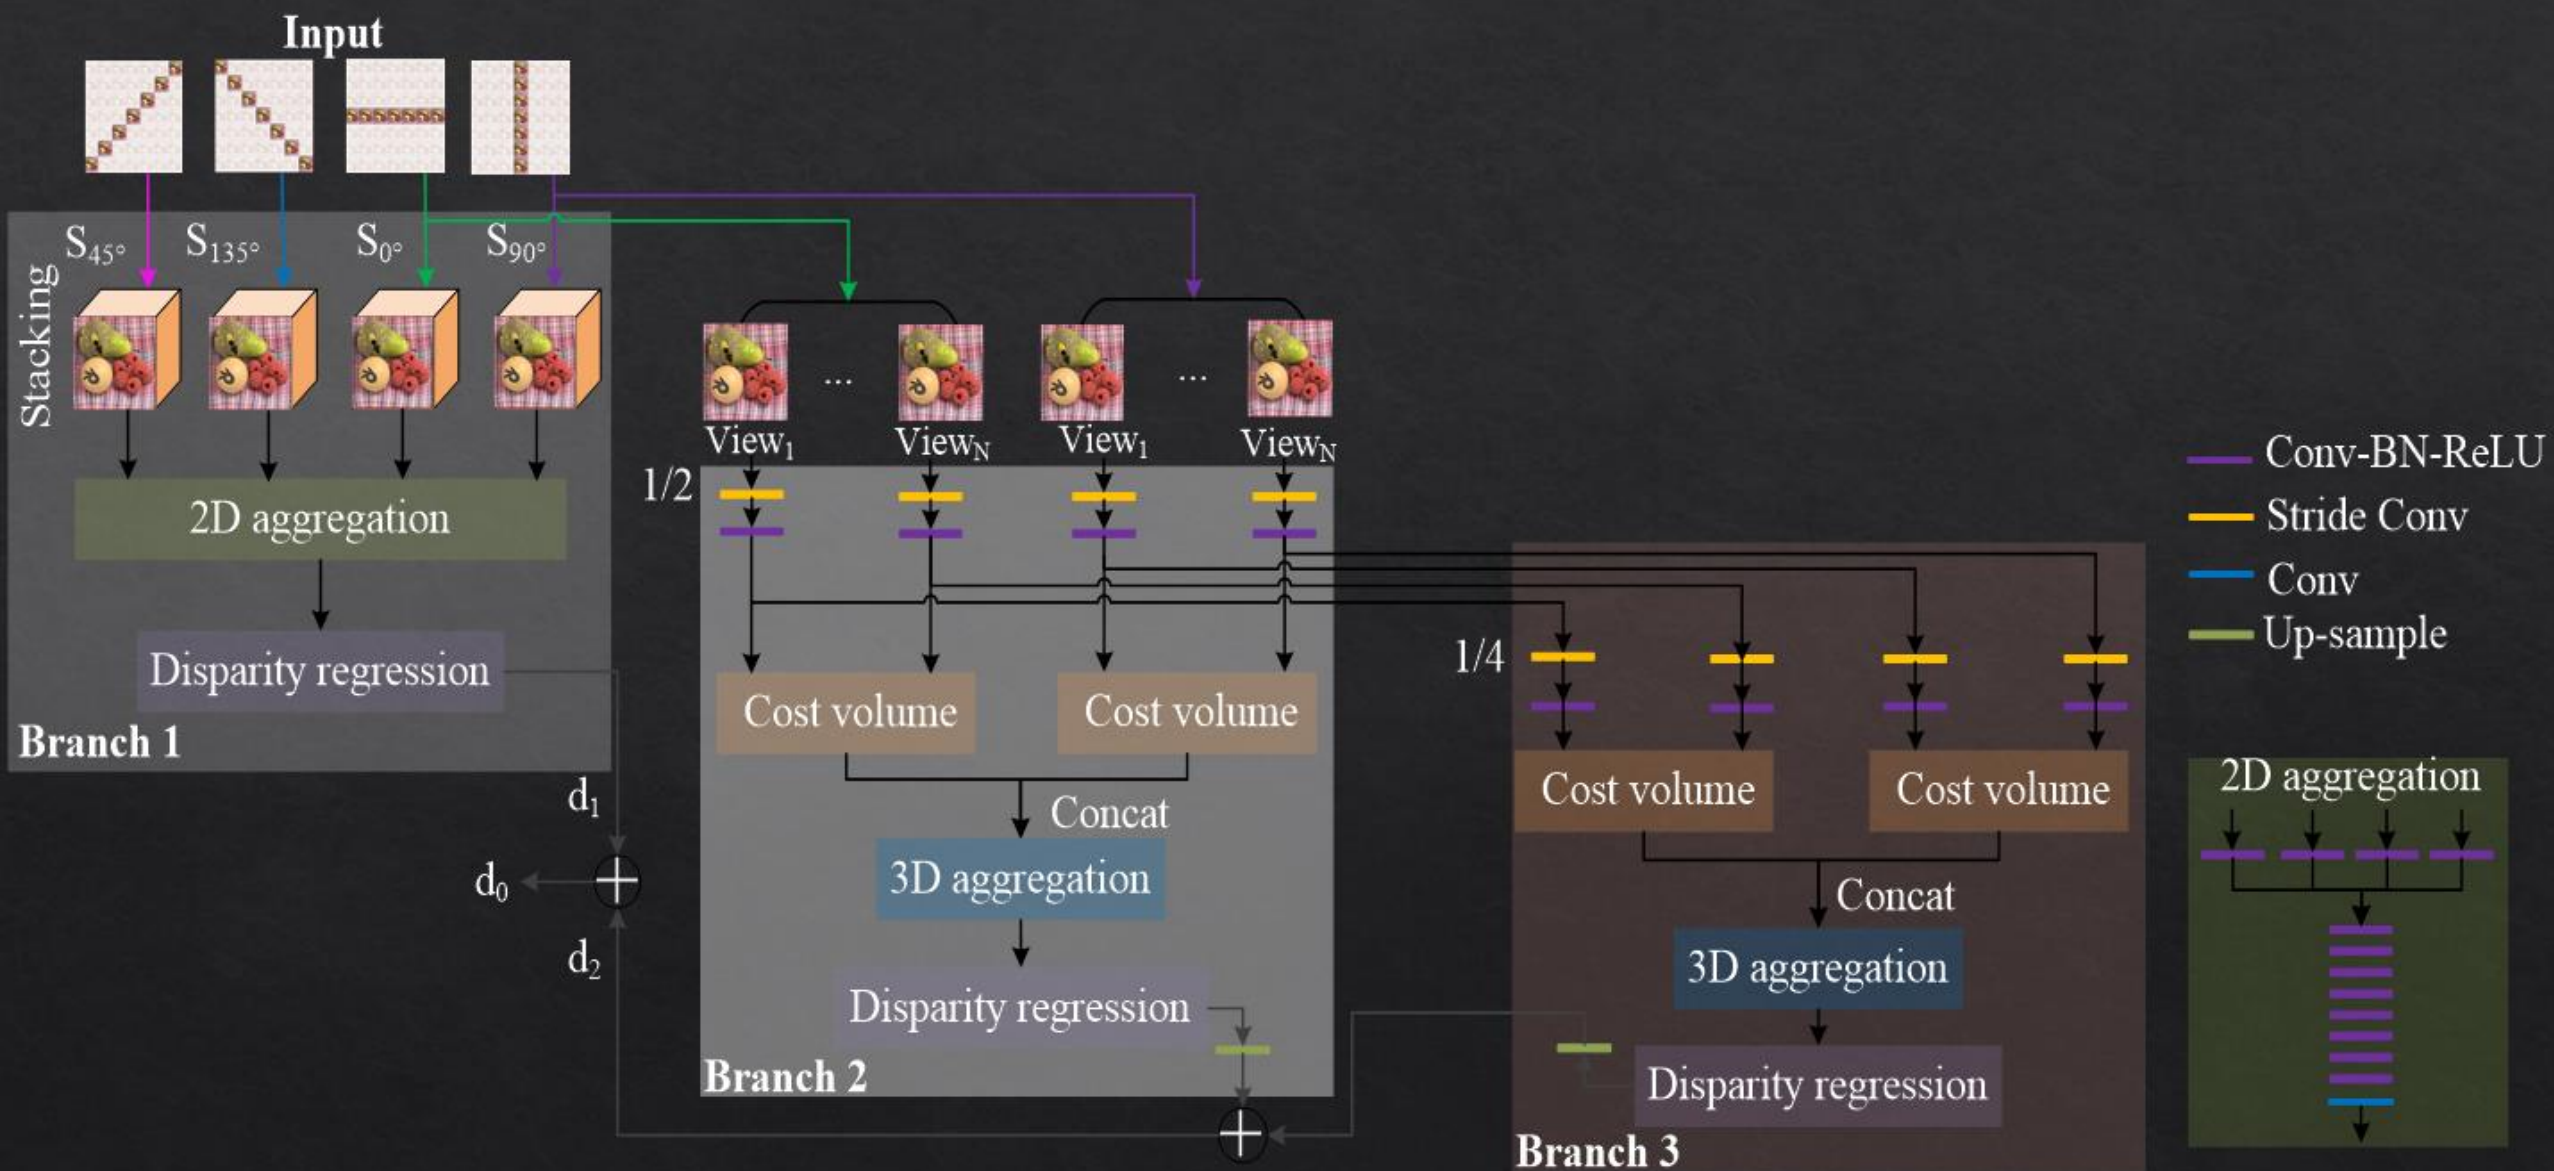 Input
S45° S135° S0° S90°
Stacking
2D aggregation
Disparity regression
Branch 1
d1
d0
d2
... ...
View1 ViewN View1 ViewN
1/2
Cost volume Cost volume
Concat
3D aggregation
Disparity regression
Branch 2
1/4
Cost volume Cost volume
Concat
3D aggregation
Disparity regression
Branch 3
Conv-BN-ReLU
Stride Conv
Conv
Up-sample
2D aggregation